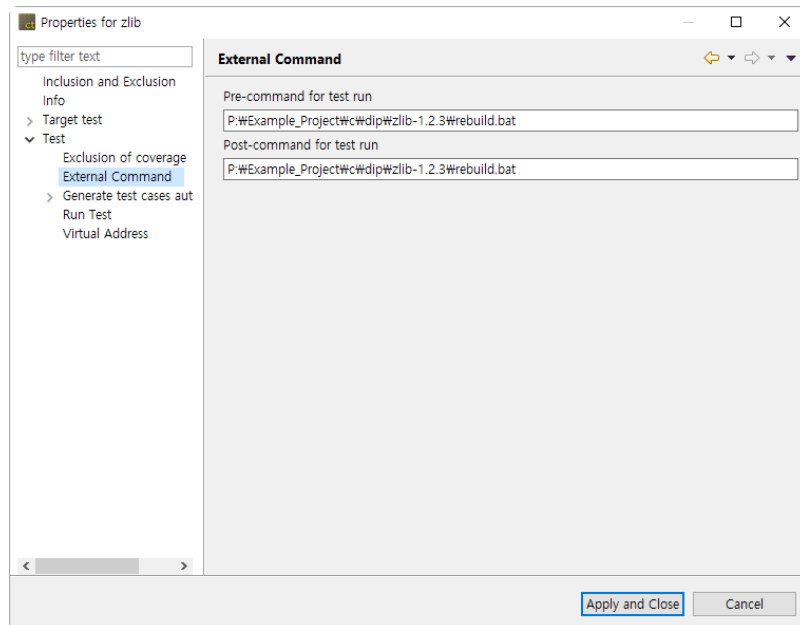 ct Properties for zlib
type filter text
Inclusion and Exclusion
Info
Target test
Test
Exclusion of coverage
External Command
Generate test cases aut
Run Test
Virtual Address
External Command
Pre-command for test run
P:₩Example_Project₩c₩dip₩zlib-1.2.3₩rebuild.bat
Post-command for test run
P:₩Example_Project₩c₩dip₩zlib-1.2.3₩rebuild.bat
Apply and Close
Cancel